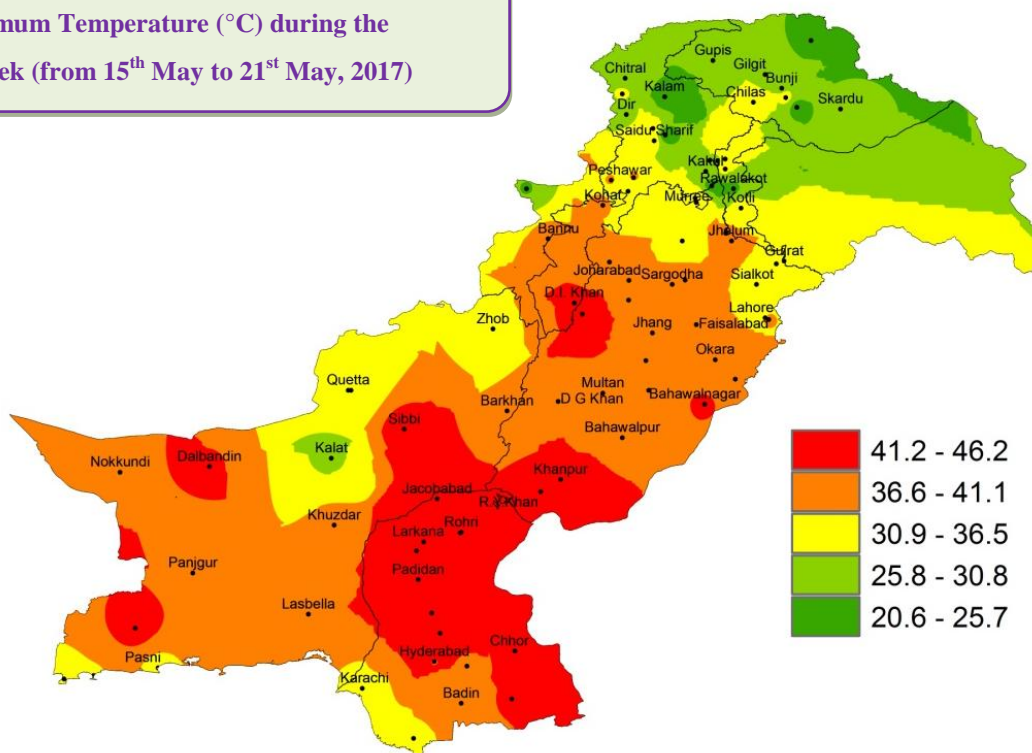 mum Temperature (°C) during the
ek (from 15th May to 21st May, 2017)
Gupis
Gilgit
Chitral
Bunji
Kalam
Chilas
Skardu
Dir
Saidu Sharif
Kakul
Peshawar
Rawalakot
Kohat
Murree
Kotli
Bannu
Jhelum
Gujrat
Joharabad
Sargodha
Sialkot
D.I. Khan
Lahore
Zhob
Jhang
Faisalabad
Okara
Quetta
Multan
Barkhan
D G Khan
Bahawalnagar
Sibbi
Bahawalpur
Kalat
Dalbandin
Nokkundi
Khanpur
Jacobabad
R.Y.Khan
Khuzdar
Rohri
Larkana
Panjgur
Padidan
Lasbella
Chhor
Hyderabad
Pasni
Karachi
Badin
41.2 - 46.2
36.6 - 41.1
30.9 - 36.5
25.8 - 30.8
20.6 - 25.7